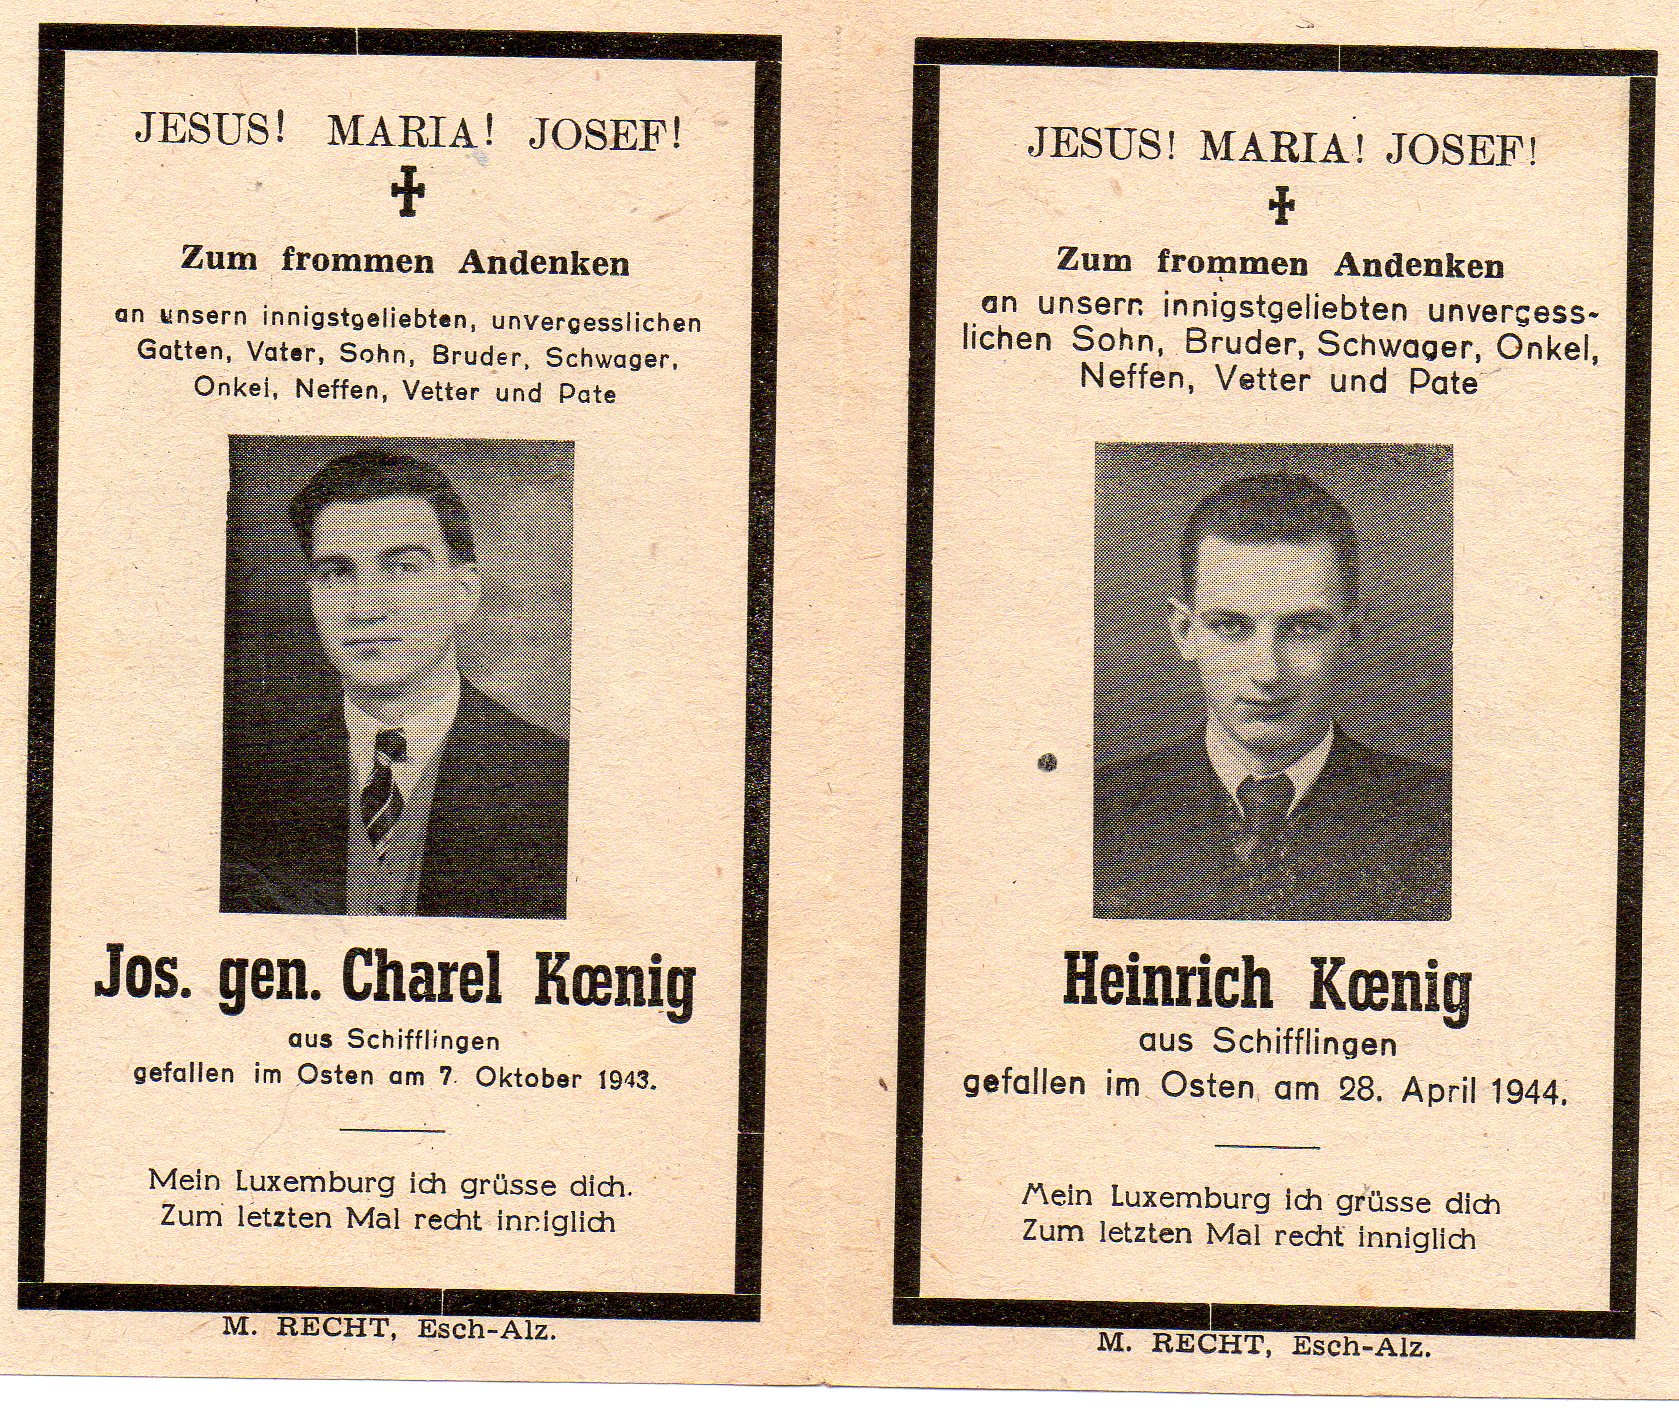 JESUS! MARIA! JOSEF!
Zum frommen Andenken
an unsern innigstgeliebten, unvergesslichen
Gatten, Vater, Sohn, Bruder, Schwager,
Onkel, Neffen, Vetter und Pate
Jos. gen. Charel Kœnig
aus Schifflingen
gefallen im Osten am 7. Oktober 1943.
Mein Luxemburg ich grüsse dich.
Zum letzten Mal recht inniglich
M. RECHT, Esch-Alz.
JESUS! MARIA! JOSEF!
Zum frommen Andenken
an unsern innigstgeliebten unvergess-
lichen Sohn, Bruder, Schwager, Onkel,
Neffen, Vetter und Pate
Heinrich Kœnig
aus Schifflingen
gefallen im Osten am 28. April 1944.
Mein Luxemburg ich grüsse dich
Zum letzten Mal recht inniglich
M. RECHT, Esch-Alz.